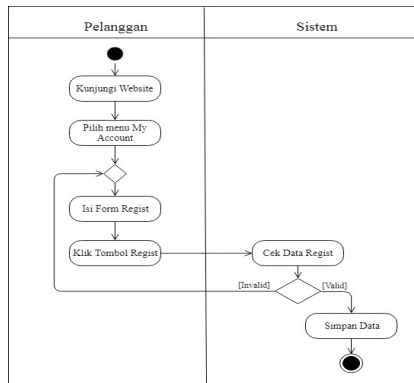 Pelanggan
Sistem
Kunjungi Website
Pilih menu My
Account
Isi Form Regist
Klik Tombol Regist
Cek Data Regist
[Invalid]
[Valid]
Simpan Data